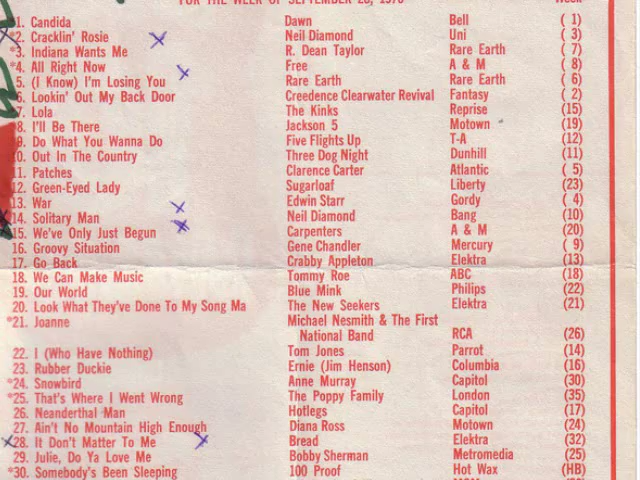 FOR THE WEEK OF SEPTEMBER 28, 1970 Week
1. Candida Dawn Bell ( 1)
*2. Cracklin' Rosie Neil Diamond Uni ( 3)
*3. Indiana Wants Me R. Dean Taylor Rare Earth ( 7)
*4. All Right Now Free A & M ( 8)
5. (I Know) I'm Losing You Rare Earth Rare Earth ( 6)
6. Lookin' Out My Back Door Creedence Clearwater Revival Fantasy ( 2)
7. Lola The Kinks Reprise (15)
8. I'll Be There Jackson 5 Motown (19)
9. Do What You Wanna Do Five Flights Up T-A (12)
10. Out In The Country Three Dog Night Dunhill (11)
11. Patches Clarence Carter Atlantic ( 5)
12. Green-Eyed Lady Sugarloaf Liberty (23)
13. War Edwin Starr Gordy ( 4)
14. Solitary Man Neil Diamond Bang (10)
15. We've Only Just Begun Carpenters A & M (20)
16. Groovy Situation Gene Chandler Mercury ( 9)
17. Go Back Crabby Appleton Elektra (13)
18. We Can Make Music Tommy Roe ABC (18)
19. Our World Blue Mink Philips (22)
20. Look What They've Done To My Song Ma The New Seekers Elektra (21)
*21. Joanne Michael Nesmith & The First
National Band RCA (26)
22. I (Who Have Nothing) Tom Jones Parrot (14)
23. Rubber Duckie Ernie (Jim Henson) Columbia (16)
*24. Snowbird Anne Murray Capitol (30)
*25. That's Where I Went Wrong The Poppy Family London (35)
26. Neanderthal Man Hotlegs Capitol (17)
27. Ain't No Mountain High Enough Diana Ross Motown (24)
*28. It Don't Matter To Me Bread Elektra (32)
29. Julie, Do Ya Love Me Bobby Sherman Metromedia (25)
*30. Somebody's Been Sleeping 100 Proof Hot Wax (HB)